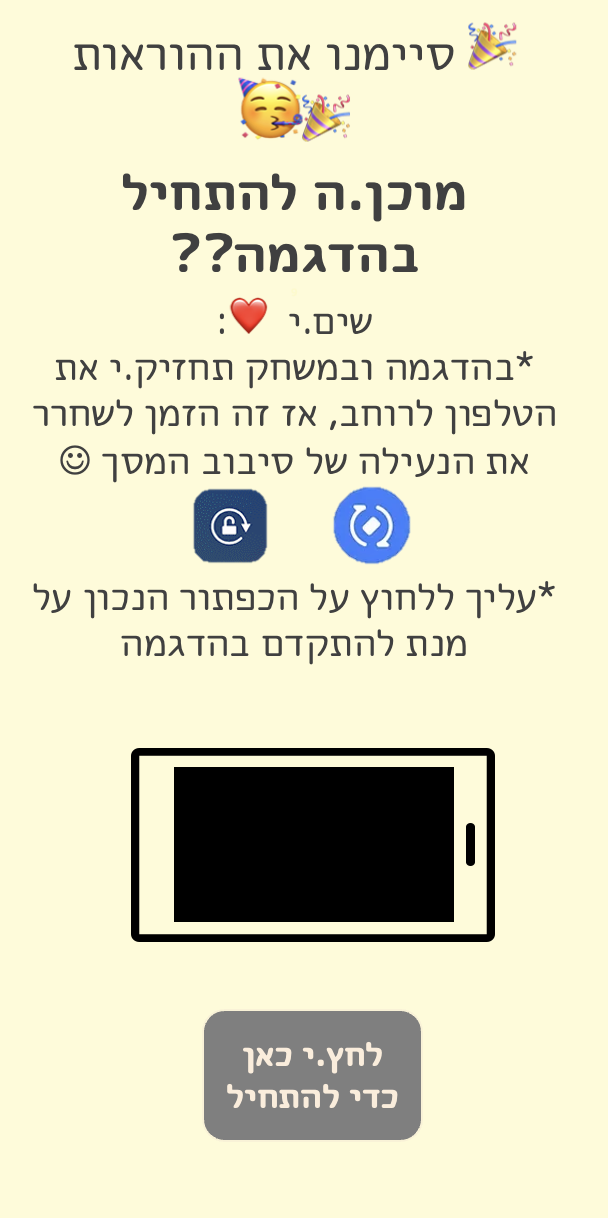 🎉 סיימנו את ההוראות
🎉🥳
מוכן.ה להתחיל
בהדגמה??
שים.י ❤️ :
*בהדגמה ובמשחק תחזיק.י את
הטלפון לרוחב, אז זה הזמן לשחרר
את הנעילה של סיבוב המסך ☺
*עליך ללחוץ על הכפתור הנכון על
מנת להתקדם בהדגמה
לחץ.י כאן
כדי להתחיל